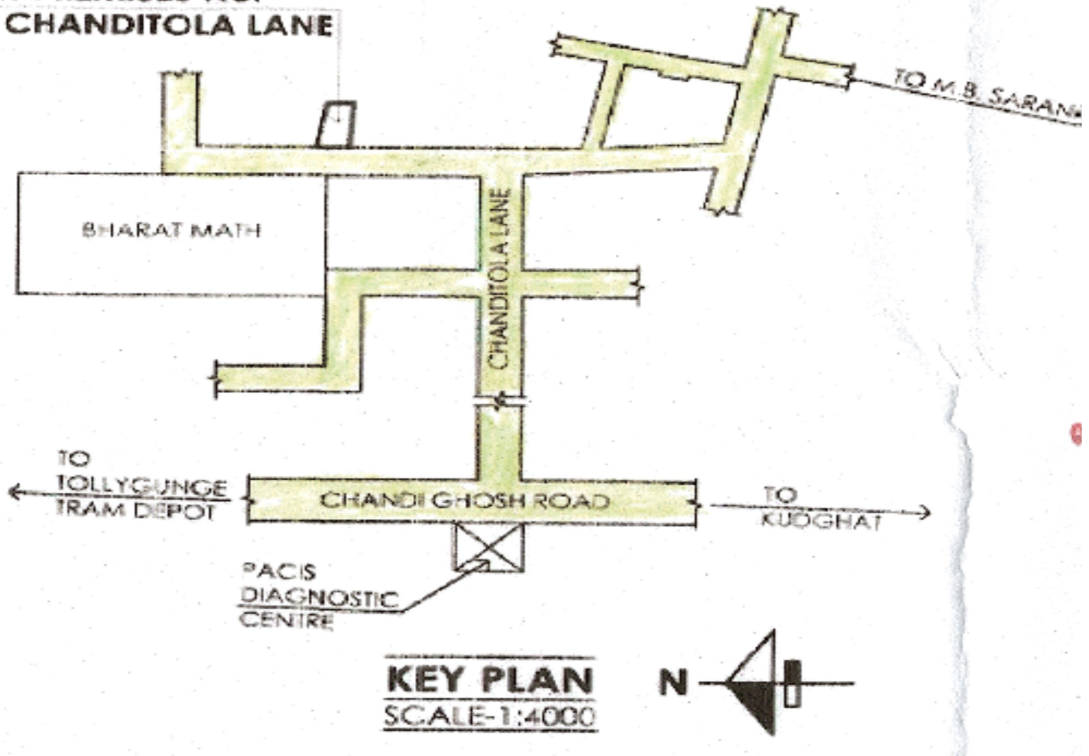 CHANDITOLA LANE
TO M.B. SARANI
BHARAT MATH
CHANDITOLA LANE
TO
TOLLYGUNGE
TRAM DEPOT
CHANDI GHOSH ROAD
TO
KUDGHAT
PACIS
DIAGNOSTIC
CENTRE
KEY PLAN
SCALE-1:4000
N